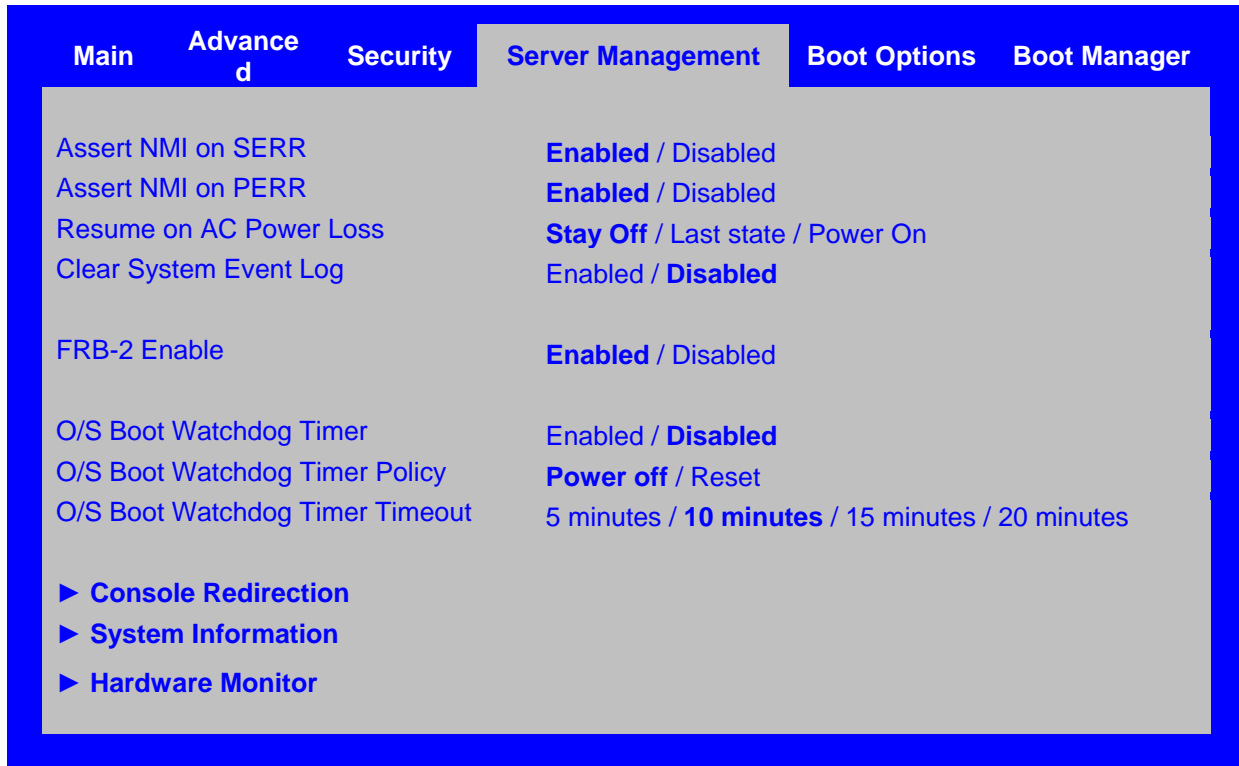 Main Advanced Security Server Management Boot Options Boot Manager
Assert NMI on SERR Enabled / Disabled
Assert NMI on PERR Enabled / Disabled
Resume on AC Power Loss Stay Off / Last state / Power On
Clear System Event Log Enabled / Disabled
FRB-2 Enable Enabled / Disabled
O/S Boot Watchdog Timer Enabled / Disabled
O/S Boot Watchdog Timer Policy Power off / Reset
O/S Boot Watchdog Timer Timeout 5 minutes / 10 minutes / 15 minutes / 20 minutes
► Console Redirection
► System Information
► Hardware Monitor